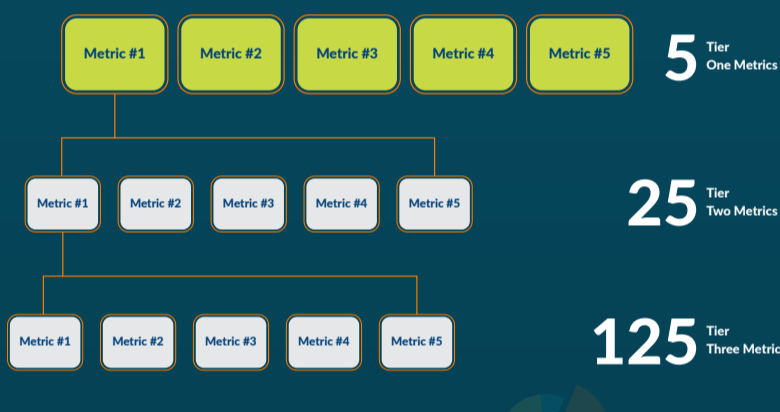 Metric #1 Metric #2 Metric #3 Metric #4 Metric #5
5 Tier
One Metrics
Metric #1 Metric #2 Metric #3 Metric #4 Metric #5
25 Tier
Two Metrics
Metric #1 Metric #2 Metric #3 Metric #4 Metric #5
125 Tier
Three Metric